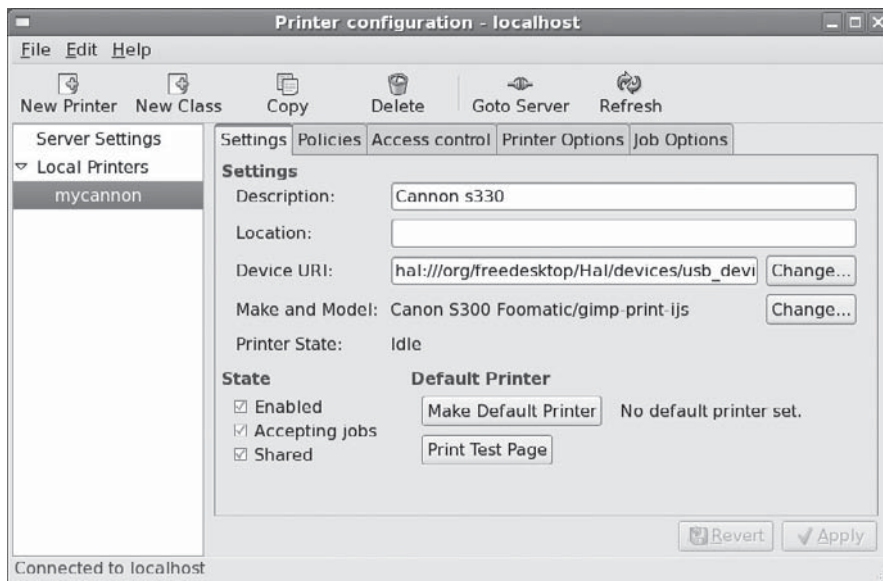 Printer configuration - localhost
File Edit Help
New Printer New Class Copy Delete Goto Server Refresh
Server Settings
Local Printers
mycannon
Settings Policies Access control Printer Options Job Options
Settings
Description: Cannon s330
Location:
Device URI: hal:///org/freedesktop/Hal/devices/usb_devi Change...
Make and Model: Canon S300 Foomatic/gimp-print-ijs Change...
Printer State: Idle
State Default Printer
Enabled Make Default Printer No default printer set.
Accepting jobs
Shared Print Test Page
Revert Apply
Connected to localhost